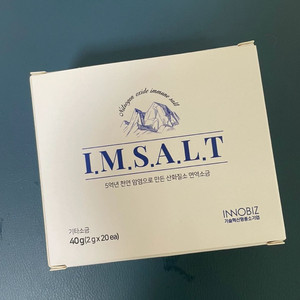 Nitrogen oxide immune salt
I.M.S.A.L.T
5억년 천연 암염으로 만든 산화질소 면역소금
기타소금
40g(2g x 20ea)
INNOBIZ
기술혁신형중소기업